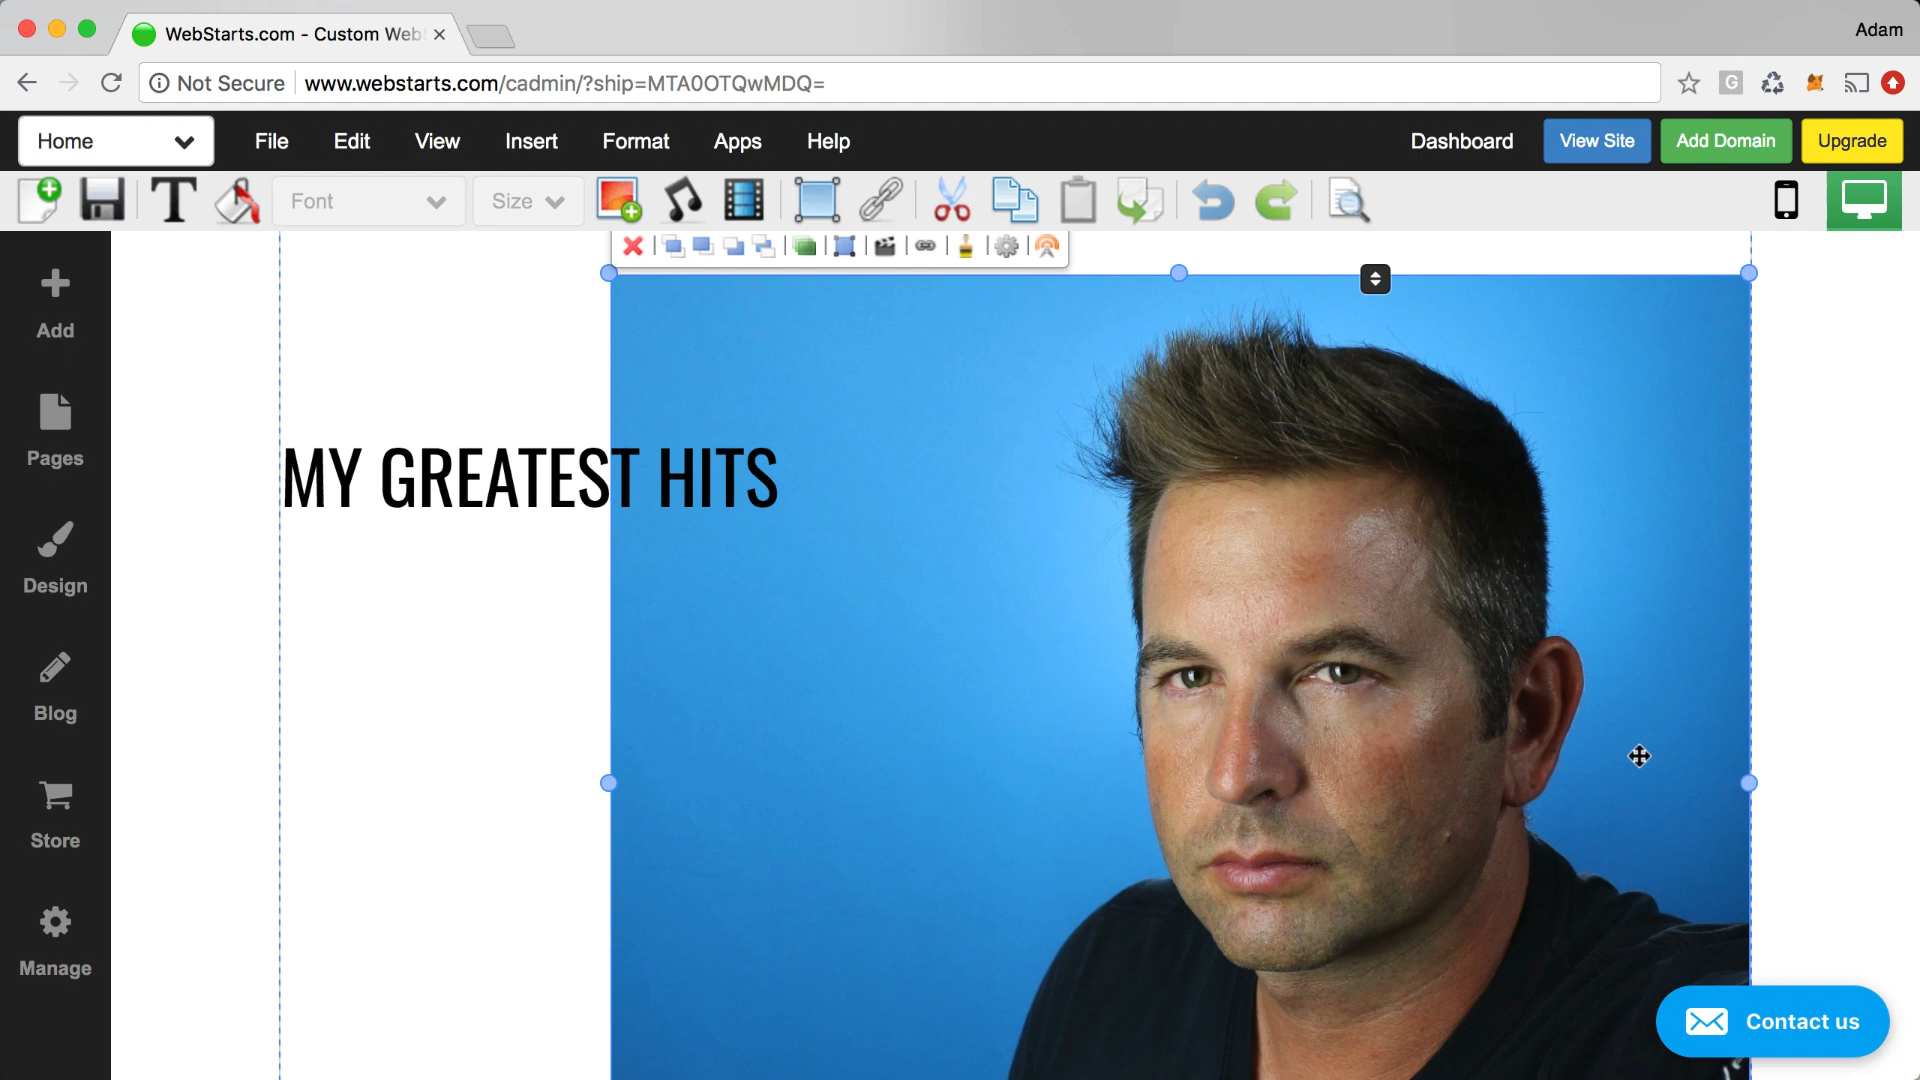 WebStarts.com - Custom Web
Adam
Not Secure www.webstarts.com/cadmin/?ship=MTA0OTQwMDQ=
G
Home File Edit View Insert Format Apps Help Dashboard View Site Add Domain Upgrade
T Font Size
Add
Pages
Design
Blog
Store
Manage
MY GREATEST HITS
Contact us